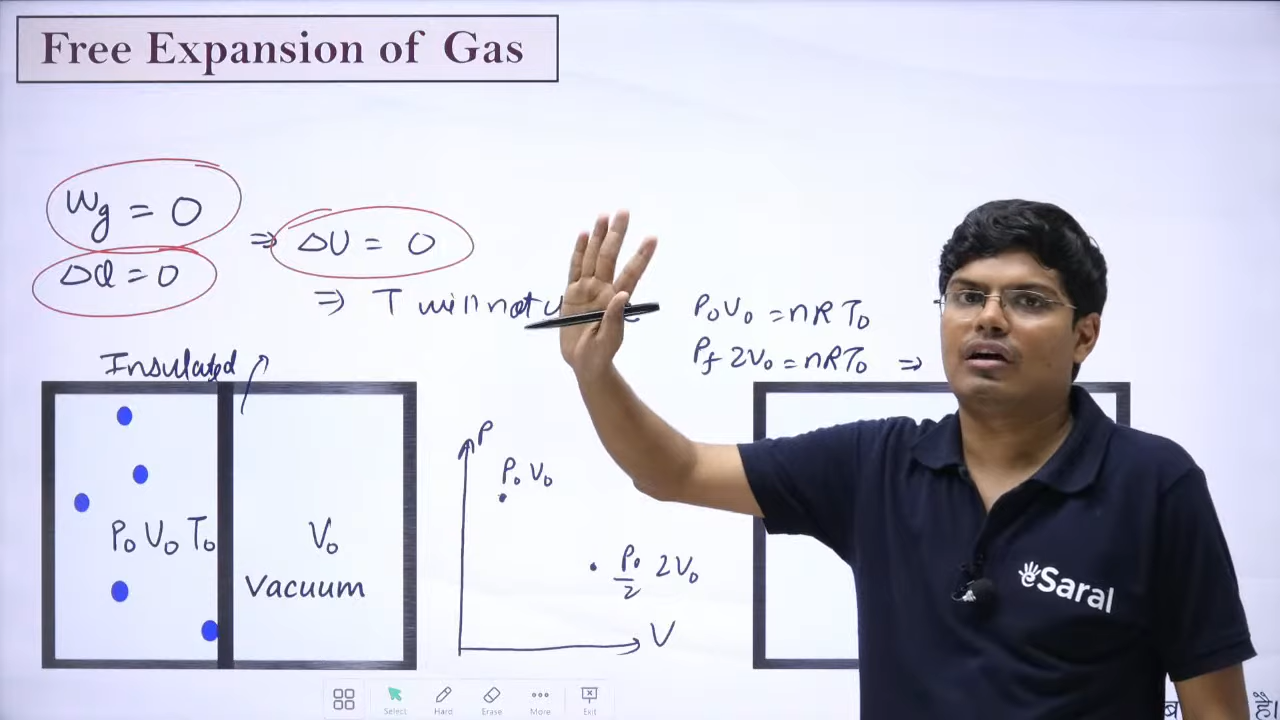 Free Expansion of Gas
Wg = 0
ΔQ = 0
⇒ ΔU = 0
⇒ T will not
P₀V₀ = nRT₀
Pf 2V₀ = nRT₀ ⇒
Insulated
P₀ V₀ T₀
V₀
Vacuum
P
P₀ V₀
P₀/2 2V₀
V
eSaral
Select
Hard
Erase
More
Exit
है।